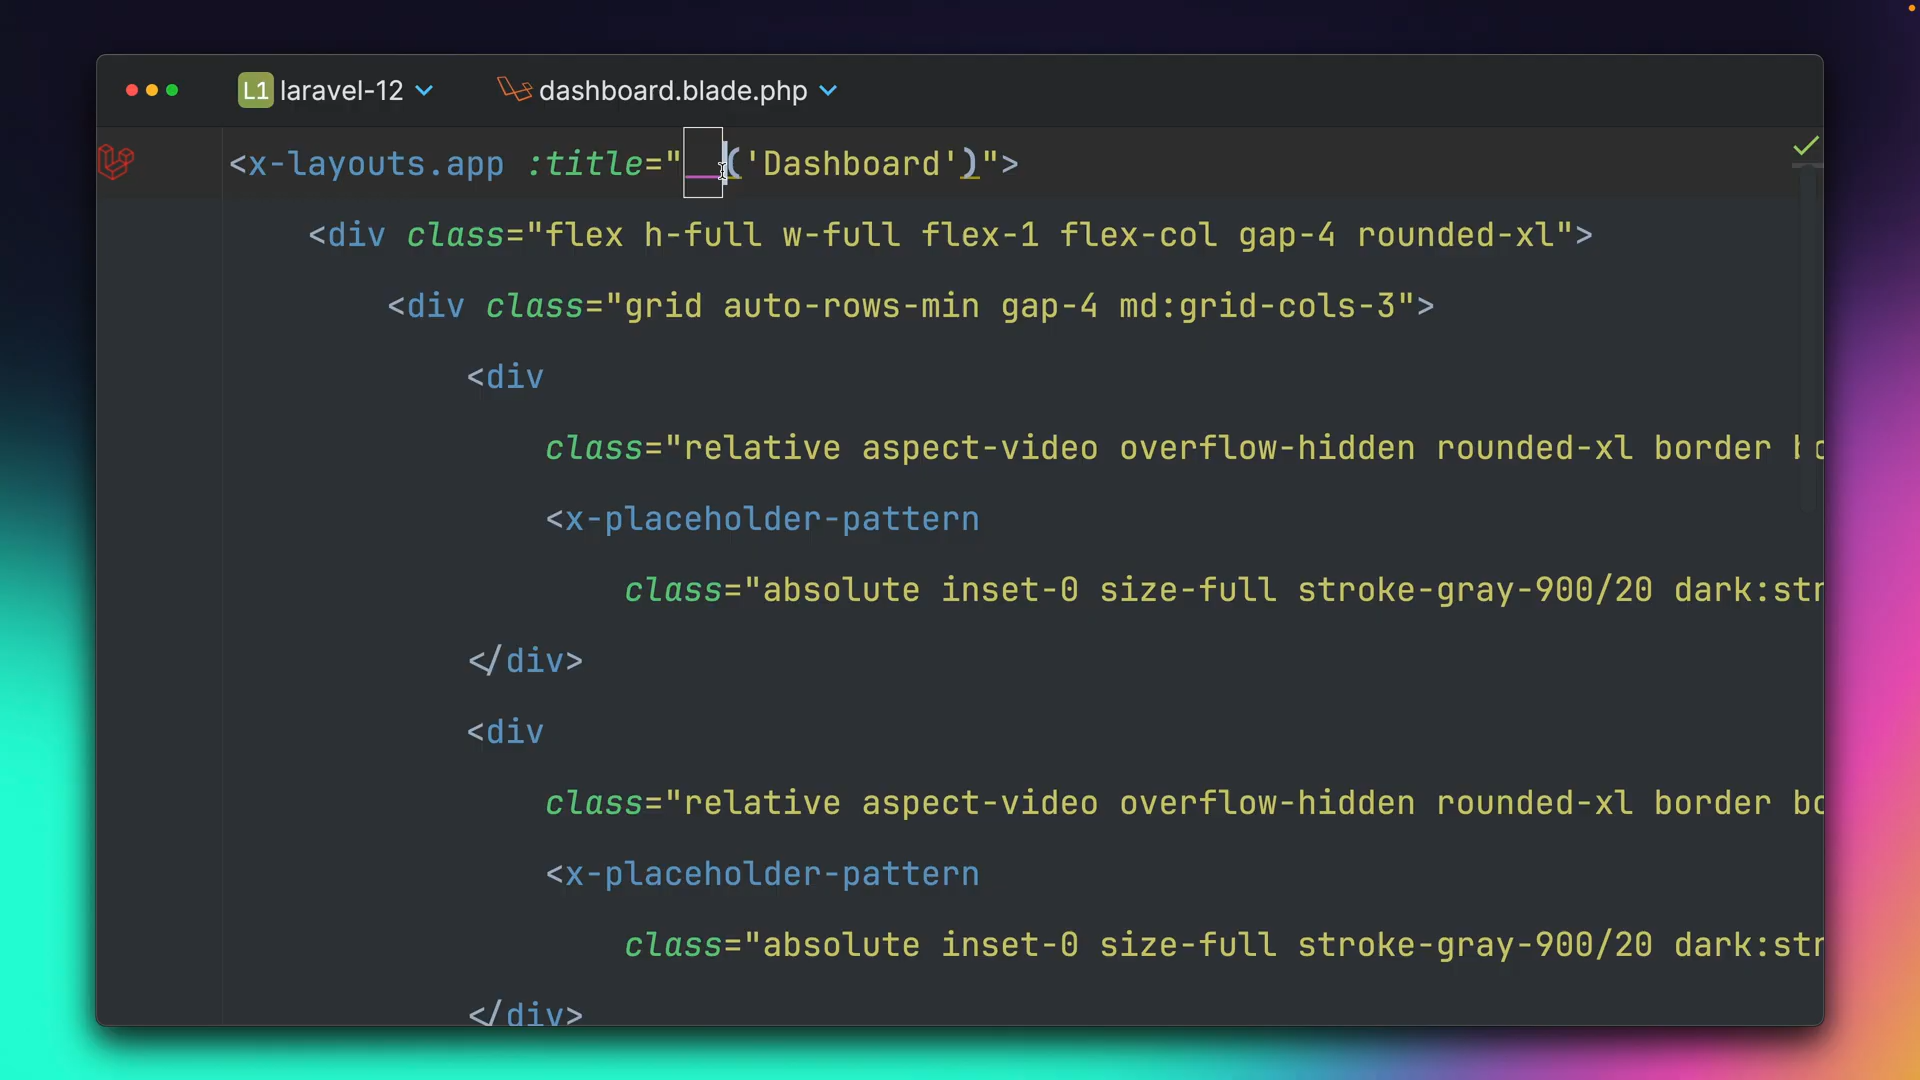 L1 laravel-12 dashboard.blade.php
<x-layouts.app :title="__('Dashboard')">
<div class="flex h-full w-full flex-1 flex-col gap-4 rounded-xl">
<div class="grid auto-rows-min gap-4 md:grid-cols-3">
<div
class="relative aspect-video overflow-hidden rounded-xl border bo
<x-placeholder-pattern
class="absolute inset-0 size-full stroke-gray-900/20 dark:str
</div>
<div
class="relative aspect-video overflow-hidden rounded-xl border bo
<x-placeholder-pattern
class="absolute inset-0 size-full stroke-gray-900/20 dark:str
</div>